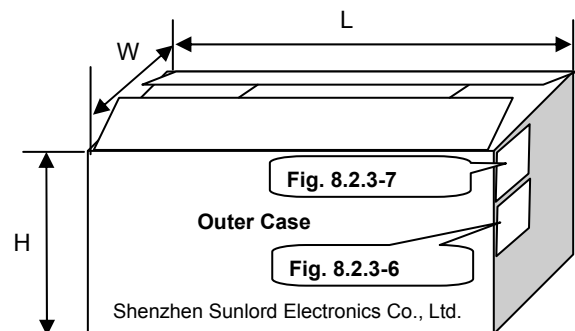 L
W
Fig. 8.2.3-7
Outer Case
H
Fig. 8.2.3-6
Shenzhen Sunlord Electronics Co., Ltd.